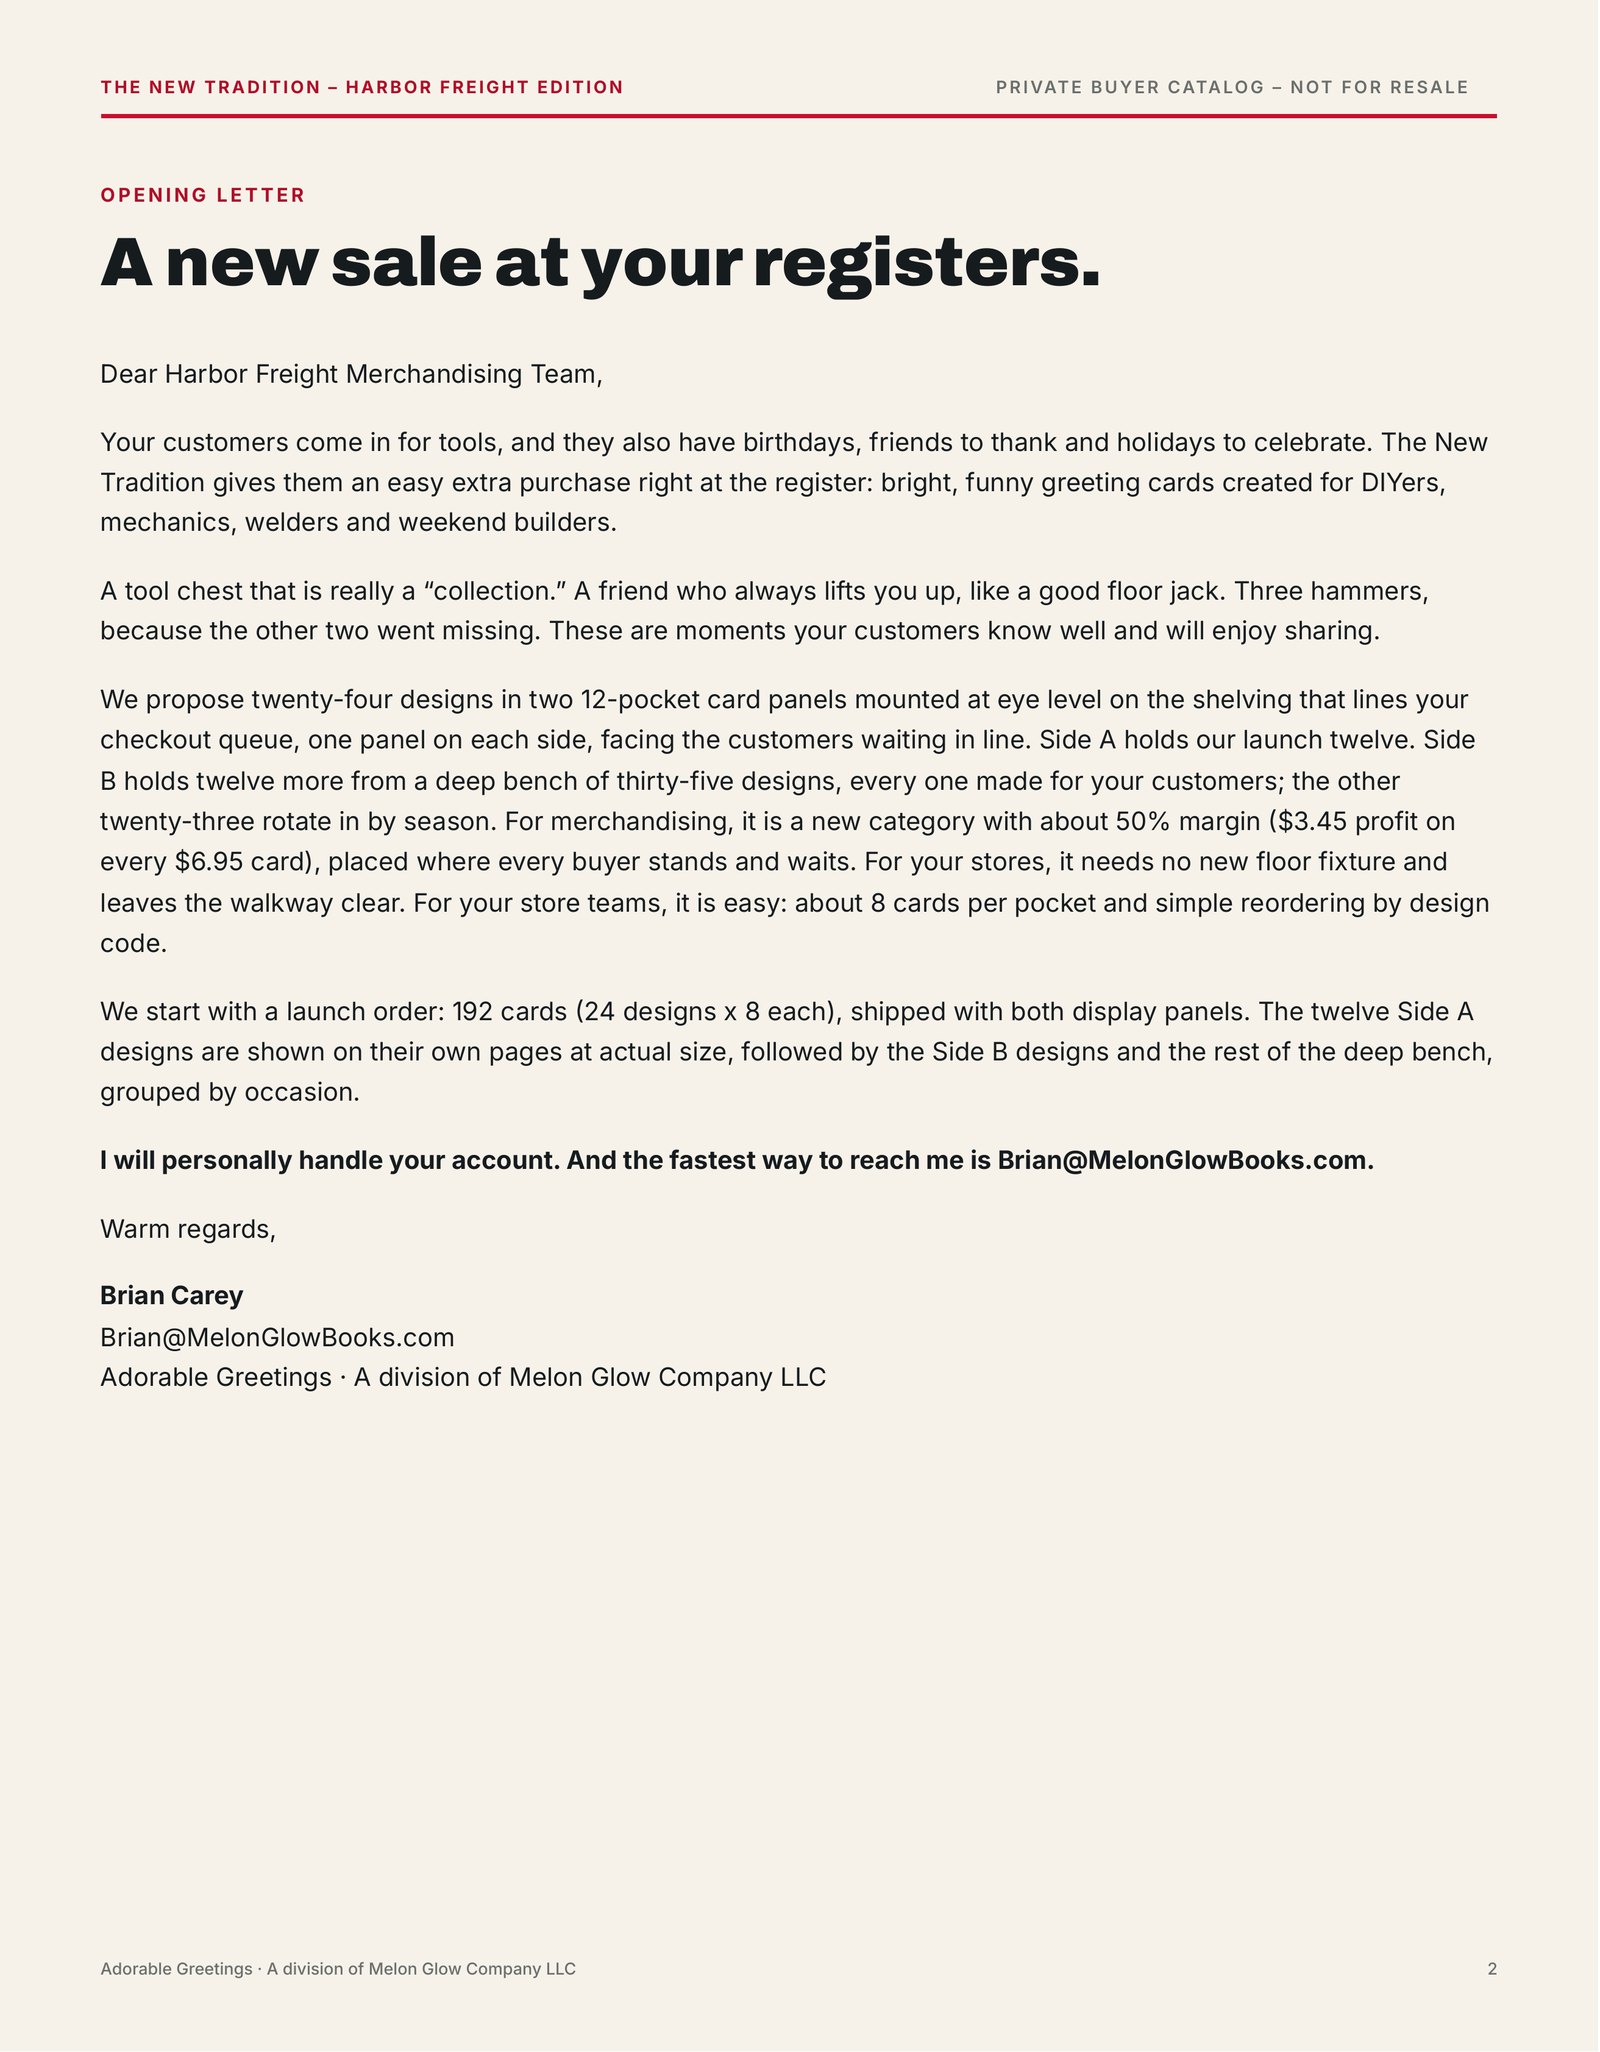 THE NEW TRADITION – HARBOR FREIGHT EDITION
PRIVATE BUYER CATALOG – NOT FOR RESALE
OPENING LETTER
A new sale at your registers.
Dear Harbor Freight Merchandising Team,
Your customers come in for tools, and they also have birthdays, friends to thank and holidays to celebrate. The New
Tradition gives them an easy extra purchase right at the register: bright, funny greeting cards created for DIYers,
mechanics, welders and weekend builders.
A tool chest that is really a “collection.” A friend who always lifts you up, like a good floor jack. Three hammers,
because the other two went missing. These are moments your customers know well and will enjoy sharing.
We propose twenty-four designs in two 12-pocket card panels mounted at eye level on the shelving that lines your
checkout queue, one panel on each side, facing the customers waiting in line. Side A holds our launch twelve. Side
B holds twelve more from a deep bench of thirty-five designs, every one made for your customers; the other
twenty-three rotate in by season. For merchandising, it is a new category with about 50% margin ($3.45 profit on
every $6.95 card), placed where every buyer stands and waits. For your stores, it needs no new floor fixture and
leaves the walkway clear. For your store teams, it is easy: about 8 cards per pocket and simple reordering by design
code.
We start with a launch order: 192 cards (24 designs x 8 each), shipped with both display panels. The twelve Side A
designs are shown on their own pages at actual size, followed by the Side B designs and the rest of the deep bench,
grouped by occasion.
I will personally handle your account. And the fastest way to reach me is Brian@MelonGlowBooks.com.
Warm regards,
Brian Carey
Brian@MelonGlowBooks.com
Adorable Greetings · A division of Melon Glow Company LLC
Adorable Greetings · A division of Melon Glow Company LLC
2